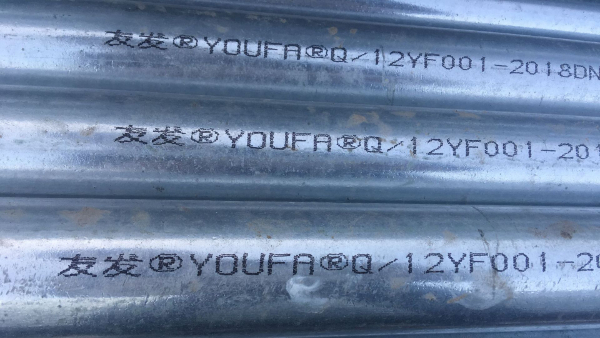 友发®YOUFA®Q/12YF001-2018DN
友发®YOUFA®Q/12YF001-201
友发®YOUFA®Q/12YF001-20